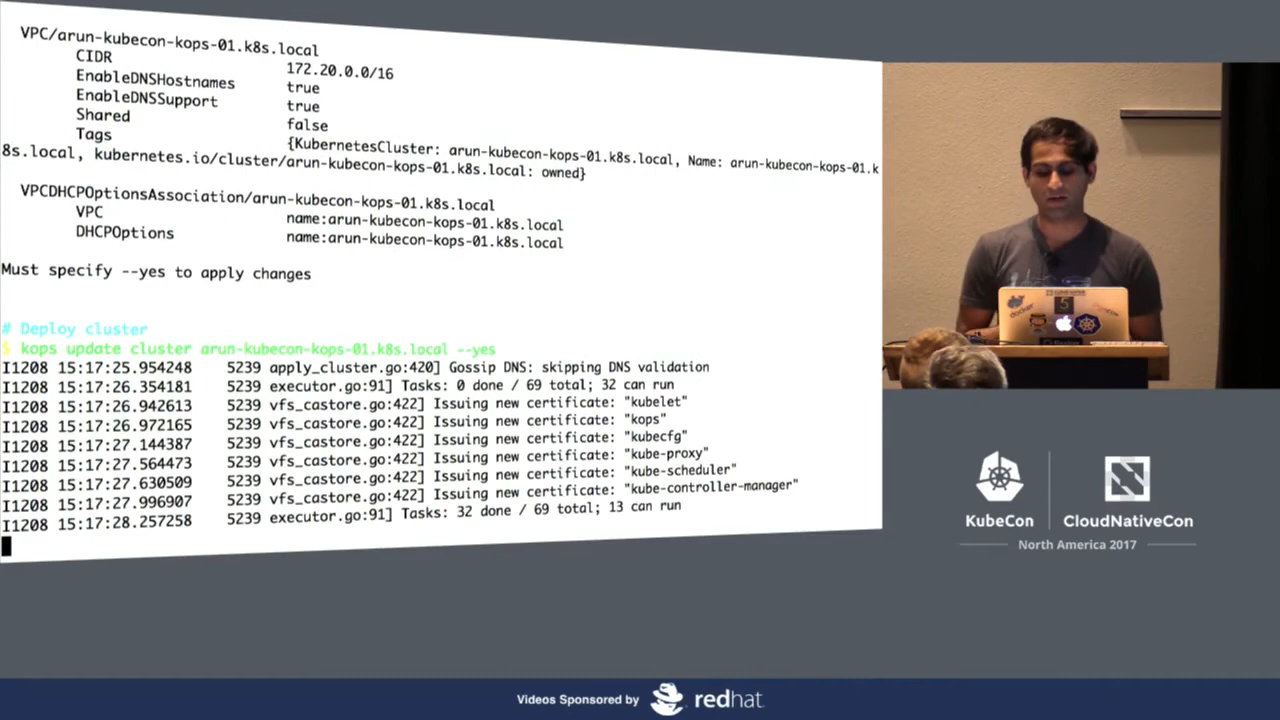 VPC/arun-kubecon-kops-01.k8s.local
CIDR 172.20.0.0/16
EnableDNSHostnames true
EnableDNSSupport true
Shared false
Tags {KubernetesCluster: arun-kubecon-kops-01.k8s.local, Name: arun-kubecon-kops-01.k
8s.local, kubernetes.io/cluster/arun-kubecon-kops-01.k8s.local: owned}
VPCDHCPOptionsAssociation/arun-kubecon-kops-01.k8s.local
VPC name:arun-kubecon-kops-01.k8s.local
DHCPOptions name:arun-kubecon-kops-01.k8s.local
Must specify --yes to apply changes
# Deploy cluster
$ kops update cluster arun-kubecon-kops-01.k8s.local --yes
I1208 15:17:25.954248 5239 apply_cluster.go:420] Gossip DNS: skipping DNS validation
I1208 15:17:26.354181 5239 executor.go:91] Tasks: 0 done / 69 total; 32 can run
I1208 15:17:26.942613 5239 vfs_castore.go:422] Issuing new certificate: "kubelet"
I1208 15:17:26.972165 5239 vfs_castore.go:422] Issuing new certificate: "kops"
I1208 15:17:27.144387 5239 vfs_castore.go:422] Issuing new certificate: "kubecfg"
I1208 15:17:27.564473 5239 vfs_castore.go:422] Issuing new certificate: "kube-proxy"
I1208 15:17:27.630509 5239 vfs_castore.go:422] Issuing new certificate: "kube-scheduler"
I1208 15:17:27.996907 5239 vfs_castore.go:422] Issuing new certificate: "kube-controller-manager"
I1208 15:17:28.257258 5239 executor.go:91] Tasks: 32 done / 69 total; 13 can run
docker
5
KubeCon
CloudNativeCon
North America 2017
Videos Sponsored by redhat